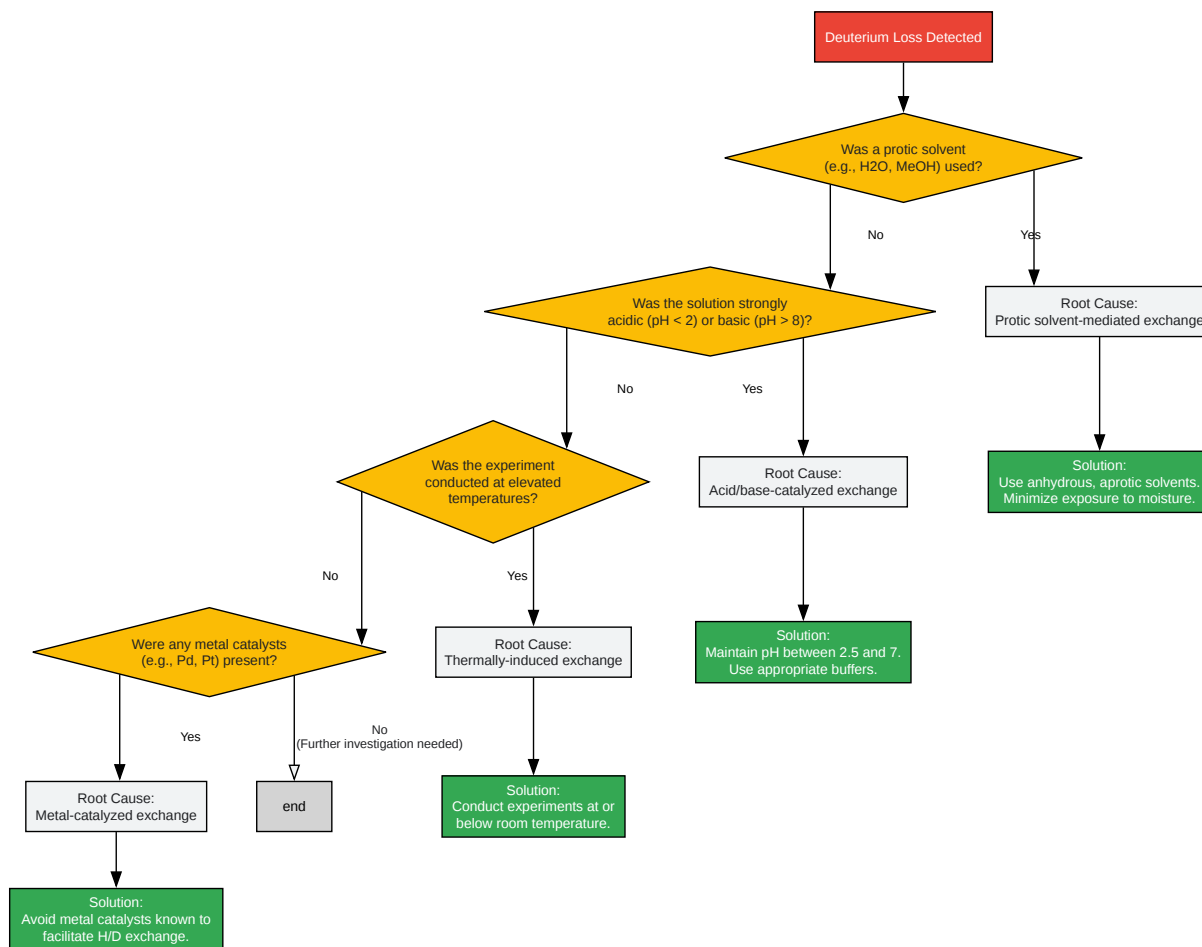 Deuterium Loss Detected
Was a protic solvent
(e.g., H2O, MeOH) used?
No
Yes
Was the solution strongly
acidic (pH < 2) or basic (pH > 8)?
Root Cause:
Protic solvent-mediated exchange
No
Yes
Was the experiment
conducted at elevated
temperatures?
Root Cause:
Acid/base-catalyzed exchange
Solution:
Use anhydrous, aprotic solvents.
Minimize exposure to moisture.
No
Yes
Were any metal catalysts
(e.g., Pd, Pt) present?
Root Cause:
Thermally-induced exchange
Solution:
Maintain pH between 2.5 and 7.
Use appropriate buffers.
Yes
No
(Further investigation needed)
Root Cause:
Metal-catalyzed exchange
end
Solution:
Conduct experiments at or
below room temperature.
Solution:
Avoid metal catalysts known to
facilitate H/D exchange.